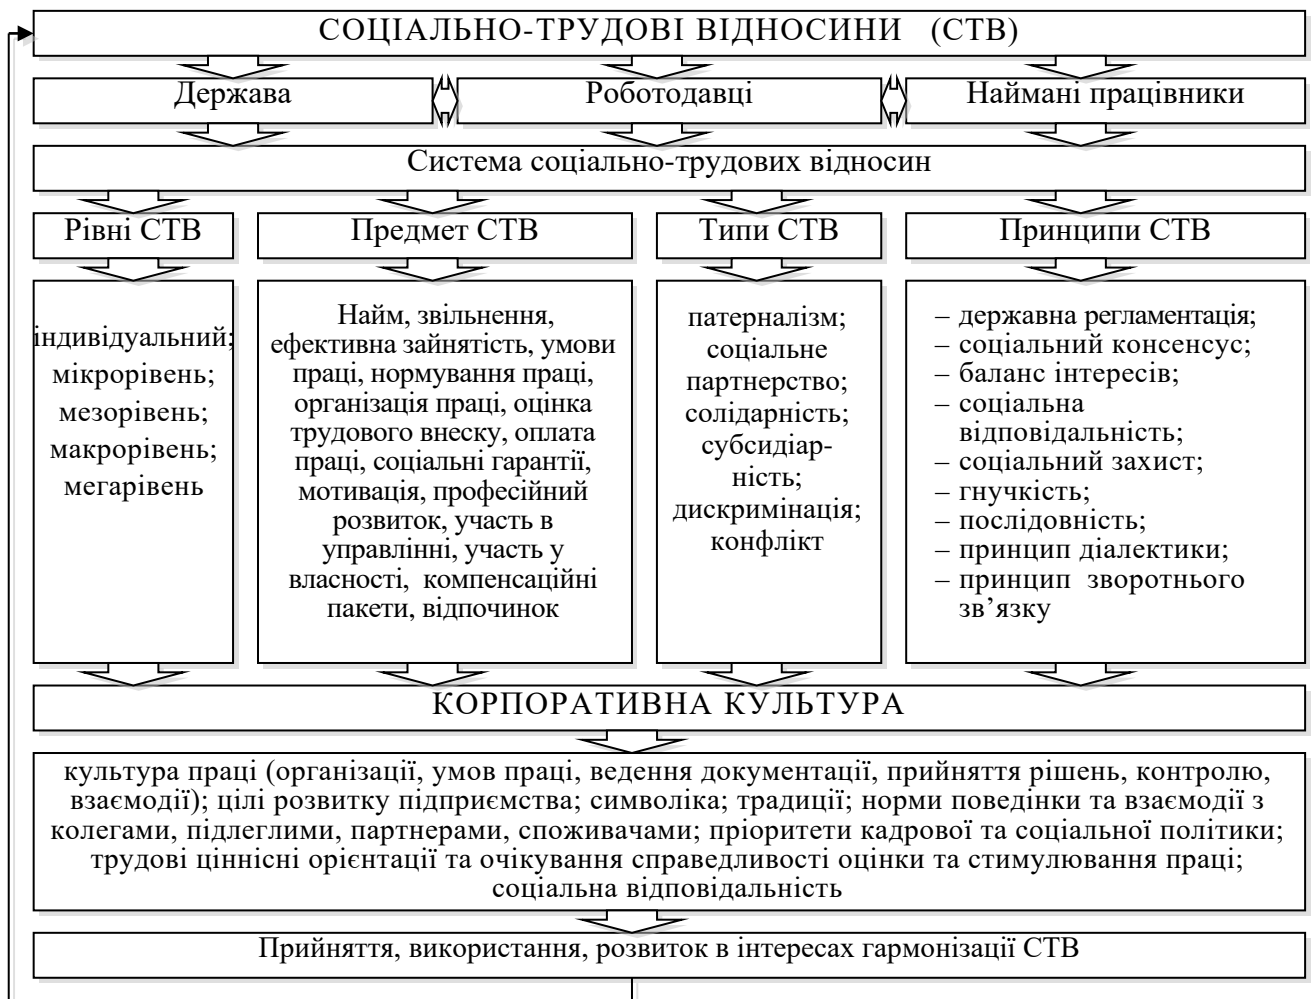 СОЦІАЛЬНО-ТРУДОВІ ВІДНОСИНИ (СТВ)
Держава
Роботодавці
Наймані працівники
Система соціально-трудових відносин
Рівні СТВ
Предмет СТВ
Типи СТВ
Принципи СТВ
індивідуальний;
мікрорівень;
мезорівень;
макрорівень;
мегарівень
Найм, звільнення,
ефективна зайнятість, умови
праці, нормування праці,
організація праці, оцінка
трудового внеску, оплата
праці, соціальні гарантії,
мотивація, професійний
розвиток, участь в
управлінні, участь у
власності, компенсаційні
пакети, відпочинок
патерналізм;
соціальне
партнерство;
солідарність;
субсидіар-
ність;
дискримінація;
конфлікт
– державна регламентація;
– соціальний консенсус;
– баланс інтересів;
– соціальна
відповідальність;
– соціальний захист;
– гнучкість;
– послідовність;
– принцип діалектики;
– принцип зворотнього
зв’язку
КОРПОРАТИВНА КУЛЬТУРА
культура праці (організації, умов праці, ведення документації, прийняття рішень, контролю,
взаємодії); цілі розвитку підприємства; символіка; традиції; норми поведінки та взаємодії з
колегами, підлеглими, партнерами, споживачами; пріоритети кадрової та соціальної політики;
трудові ціннісні орієнтації та очікування справедливості оцінки та стимулювання праці;
соціальна відповідальність
Прийняття, використання, розвиток в інтересах гармонізації СТВ